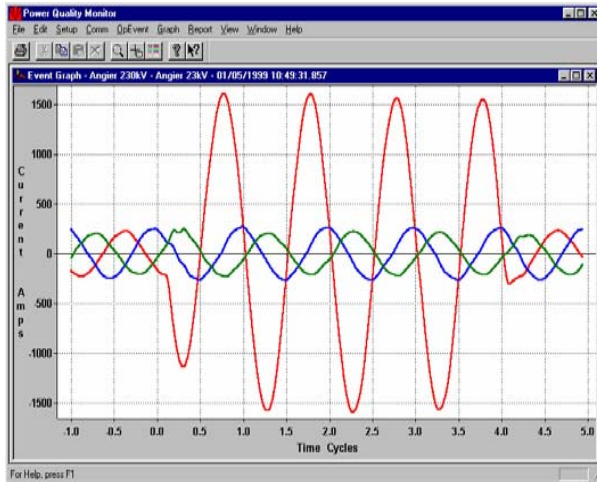 Power Quality Monitor
File Edit Setup Comm OpEvent Graph Report View Window Help
Event Graph - Angier 230kV - Angier 23kV - 01/05/1999 10:49:31.857
1500
1000
500
0
-500
-1000
-1500
Current Amps
-1.0 -0.5 0.0 0.5 1.0 1.5 2.0 2.5 3.0 3.5 4.0 4.5 5.0
Time Cycles
For Help, press F1